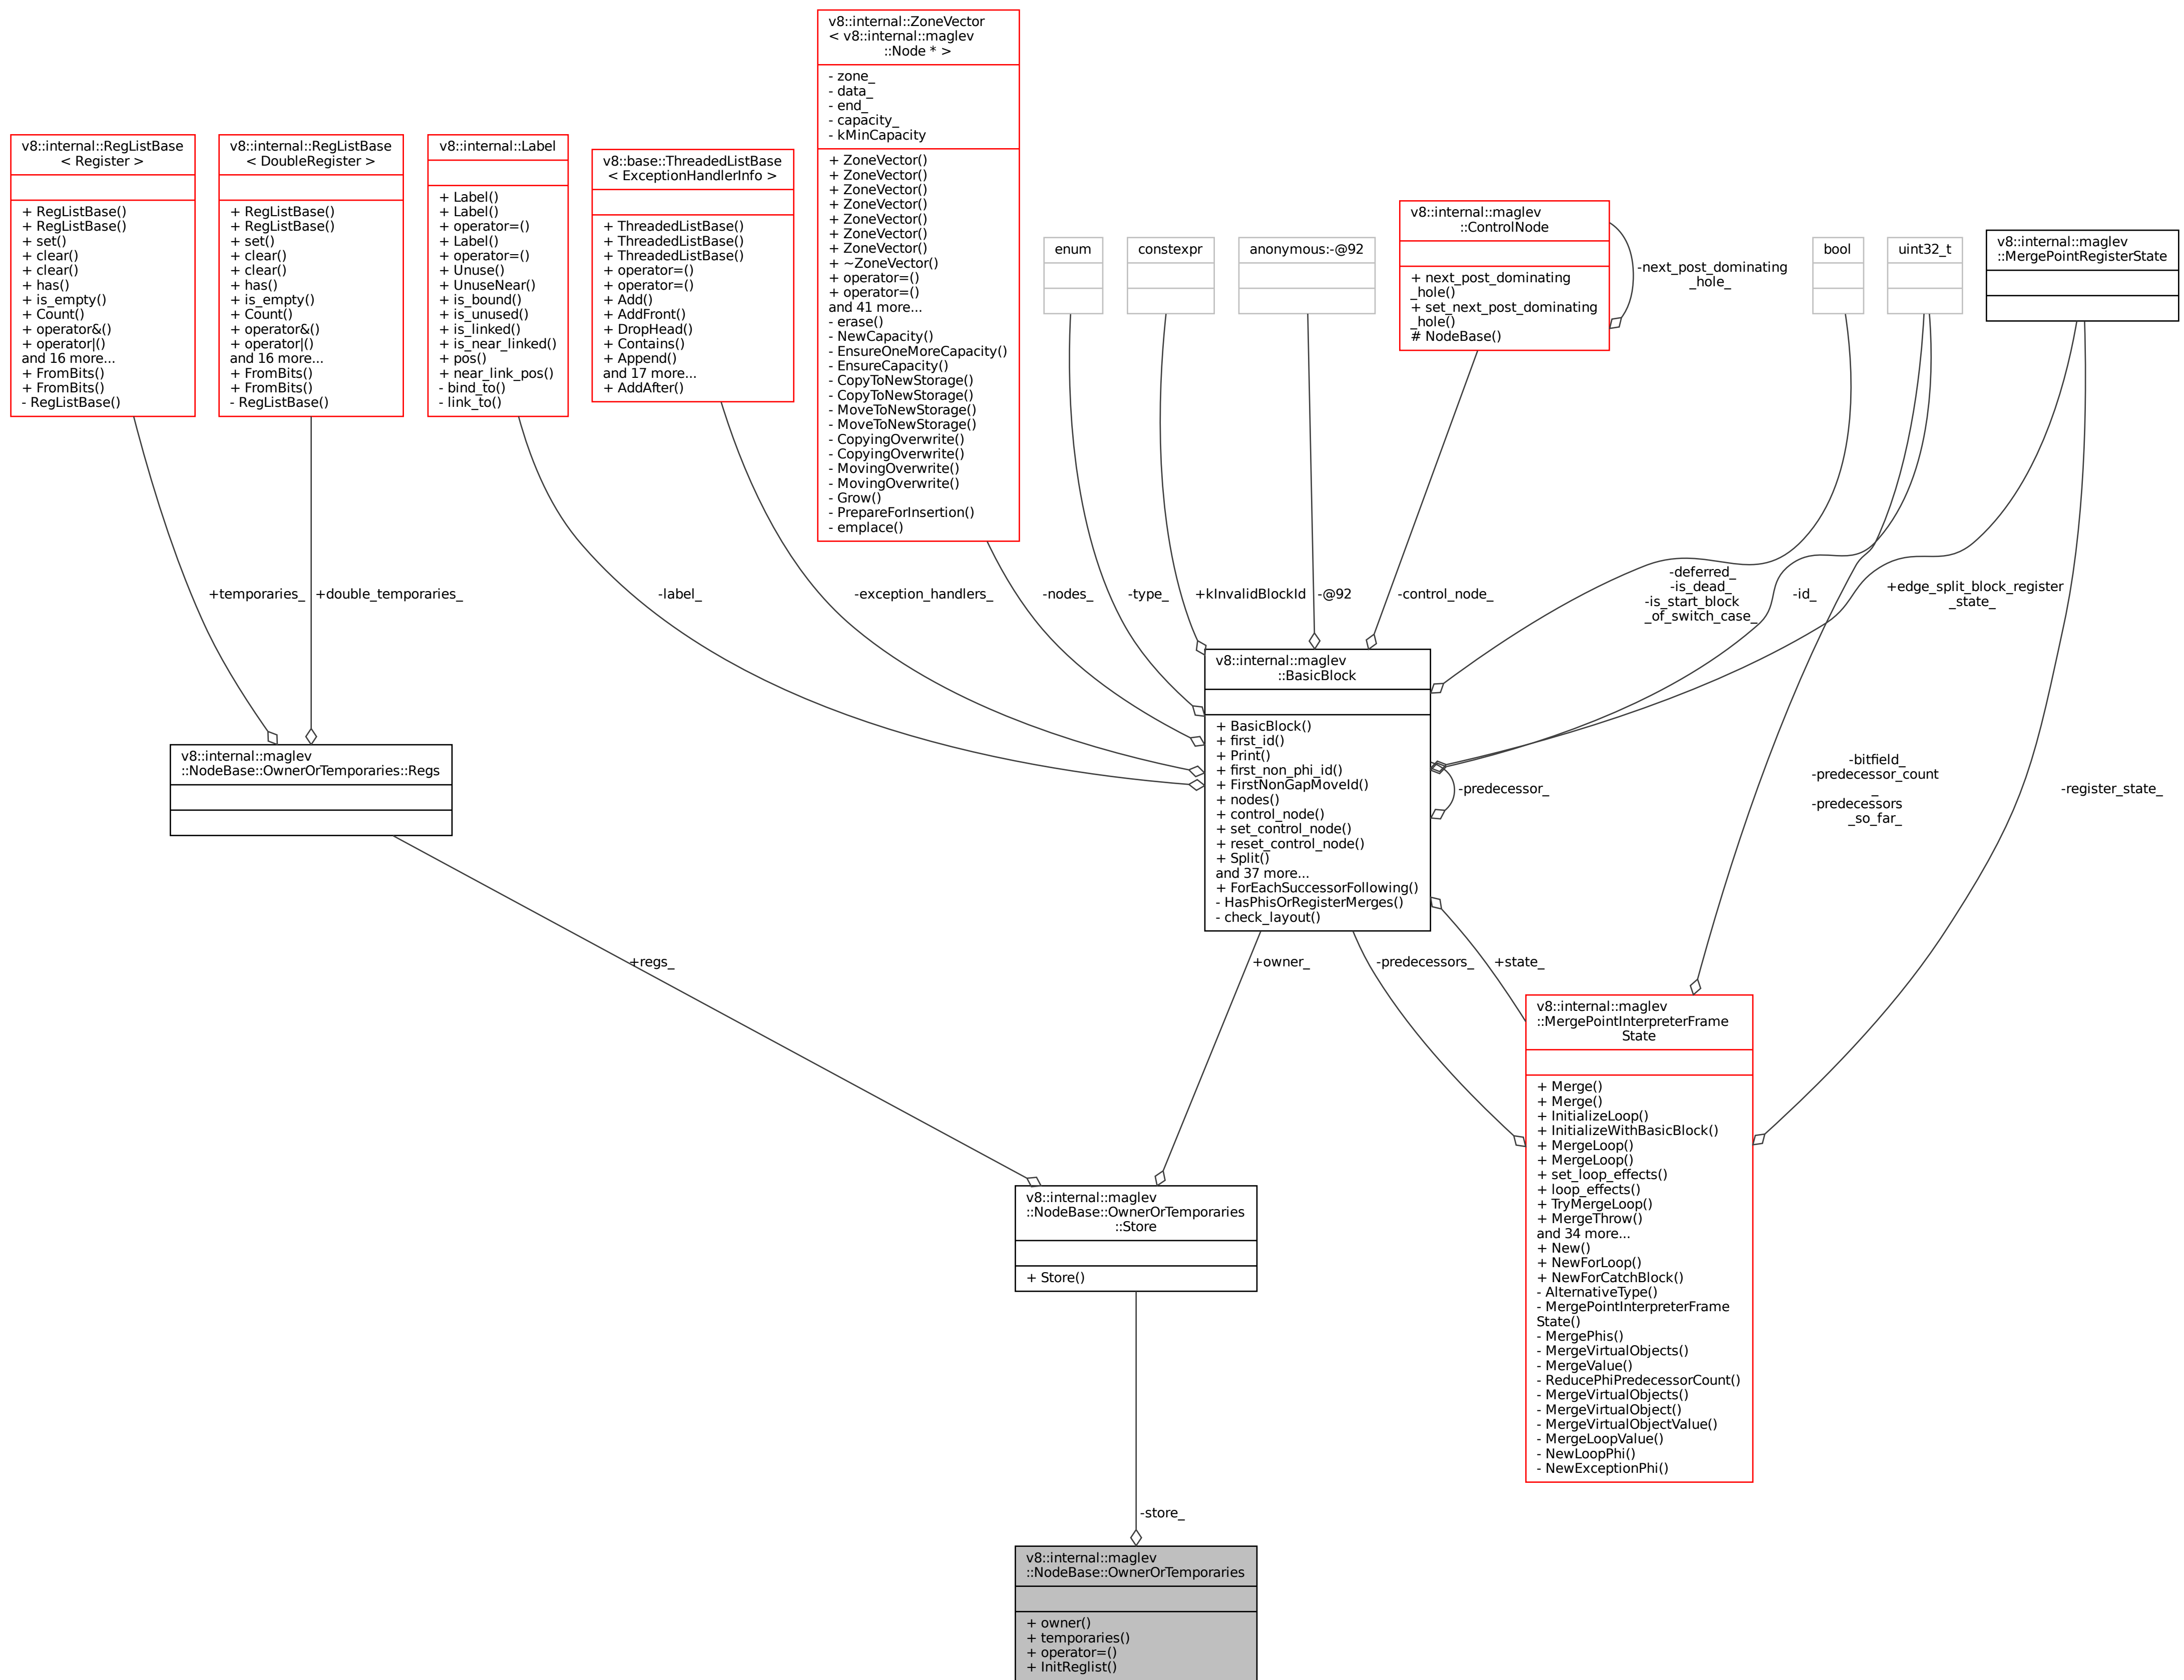 v8::internal::ZoneVector
< v8::internal::maglev
::Node * >
- zone_
- data_
- end_
- capacity_
- kMinCapacity
+ ZoneVector()
+ ZoneVector()
+ ZoneVector()
+ ZoneVector()
+ ZoneVector()
+ ZoneVector()
+ ZoneVector()
+ ~ZoneVector()
+ operator=()
+ operator=()
and 41 more...
- erase()
- NewCapacity()
- EnsureOneMoreCapacity()
- EnsureCapacity()
- CopyToNewStorage()
- CopyToNewStorage()
- MoveToNewStorage()
- MoveToNewStorage()
- CopyingOverwrite()
- CopyingOverwrite()
- MovingOverwrite()
- MovingOverwrite()
- Grow()
- PrepareForInsertion()
- emplace()
v8::internal::RegListBase
< Register >
+ RegListBase()
+ RegListBase()
+ set()
+ clear()
+ clear()
+ has()
+ is_empty()
+ Count()
+ operator&()
+ operator|()
and 16 more...
+ FromBits()
+ FromBits()
- RegListBase()
v8::internal::RegListBase
< DoubleRegister >
+ RegListBase()
+ RegListBase()
+ set()
+ clear()
+ clear()
+ has()
+ is_empty()
+ Count()
+ operator&()
+ operator|()
and 16 more...
+ FromBits()
+ FromBits()
- RegListBase()
v8::internal::Label
+ Label()
+ Label()
+ operator=()
+ Label()
+ operator=()
+ Unuse()
+ UnuseNear()
+ is_bound()
+ is_unused()
+ is_linked()
+ is_near_linked()
+ pos()
+ near_link_pos()
- bind_to()
- link_to()
v8::base::ThreadedListBase
< ExceptionHandlerInfo >
+ ThreadedListBase()
+ ThreadedListBase()
+ ThreadedListBase()
+ operator=()
+ operator=()
+ Add()
+ AddFront()
+ DropHead()
+ Contains()
+ Append()
and 17 more...
+ AddAfter()
enum
constexpr
anonymous:-@92
v8::internal::maglev
::ControlNode
+ next_post_dominating
_hole()
+ set_next_post_dominating
_hole()
# NodeBase()
-next_post_dominating
_hole_
bool
uint32_t
v8::internal::maglev
::MergePointRegisterState
+temporaries_
+double_temporaries_
-label_
-exception_handlers_
-nodes_
-type_
+kInvalidBlockId
-@92
-control_node_
-deferred_
-is_dead_
-is_start_block
_of_switch_case_
-id_
+edge_split_block_register
_state_
v8::internal::maglev
::NodeBase::OwnerOrTemporaries::Regs
v8::internal::maglev
::BasicBlock
+ BasicBlock()
+ first_id()
+ Print()
+ first_non_phi_id()
+ FirstNonGapMoveId()
+ nodes()
+ control_node()
+ set_control_node()
+ reset_control_node()
+ Split()
and 37 more...
+ ForEachSuccessorFollowing()
- HasPhisOrRegisterMerges()
- check_layout()
-predecessor_
-bitfield_
-predecessor_count
_
-predecessors
_so_far_
-register_state_
+regs_
+owner_
-predecessors_
+state_
v8::internal::maglev
::MergePointInterpreterFrame
State
+ Merge()
+ Merge()
+ InitializeLoop()
+ InitializeWithBasicBlock()
+ MergeLoop()
+ MergeLoop()
+ set_loop_effects()
+ loop_effects()
+ TryMergeLoop()
+ MergeThrow()
and 34 more...
+ New()
+ NewForLoop()
+ NewForCatchBlock()
- AlternativeType()
- MergePointInterpreterFrame
State()
- MergePhis()
- MergeVirtualObjects()
- MergeValue()
- ReducePhiPredecessorCount()
- MergeVirtualObjects()
- MergeVirtualObject()
- MergeVirtualObjectValue()
- MergeLoopValue()
- NewLoopPhi()
- NewExceptionPhi()
v8::internal::maglev
::NodeBase::OwnerOrTemporaries
::Store
+ Store()
-store_
v8::internal::maglev
::NodeBase::OwnerOrTemporaries
+ owner()
+ temporaries()
+ operator=()
+ InitReglist()